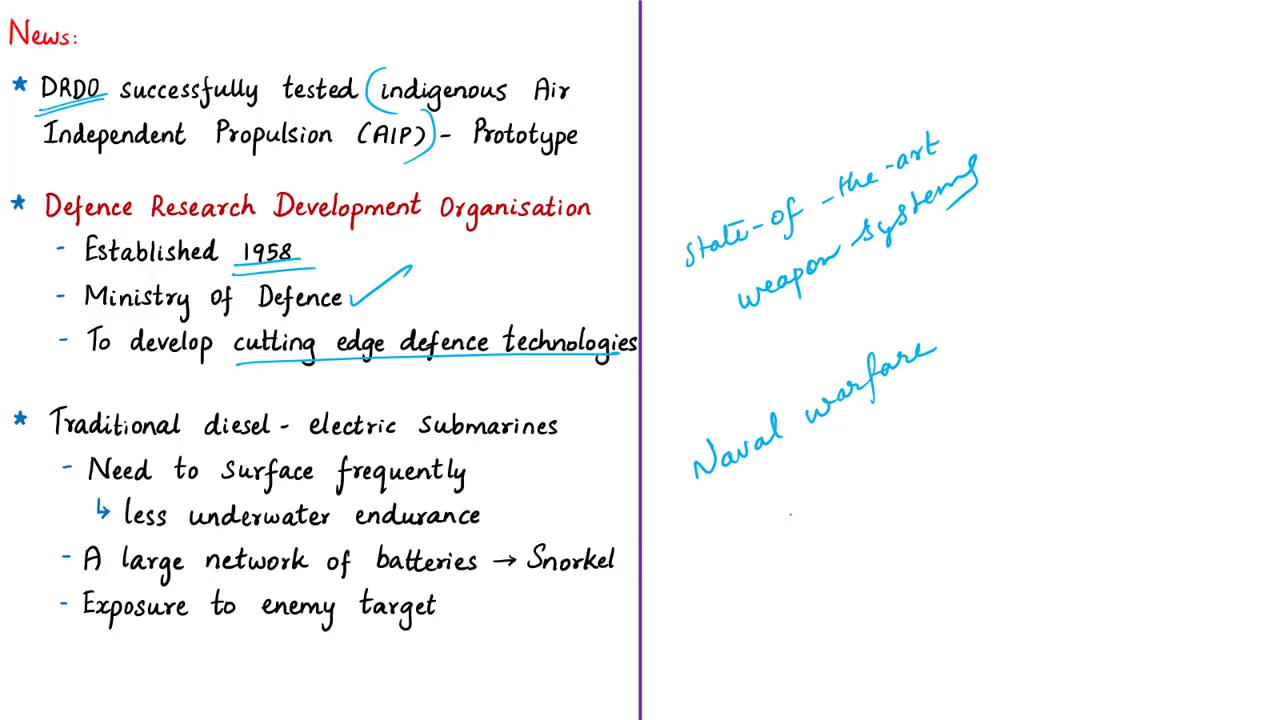 News:
* DRDO successfully tested (indigenous Air
Independent Propulsion (AIP)) - Prototype
* Defence Research Development Organisation
- Established 1958
- Ministry of Defence ✓
- To develop cutting edge defence technologies
* Traditional diesel - electric submarines
- Need to surface frequently
↳ less underwater endurance
- A large network of batteries → Snorkel
- Exposure to enemy target
state-of-the-art
weapon systems
Naval warfare